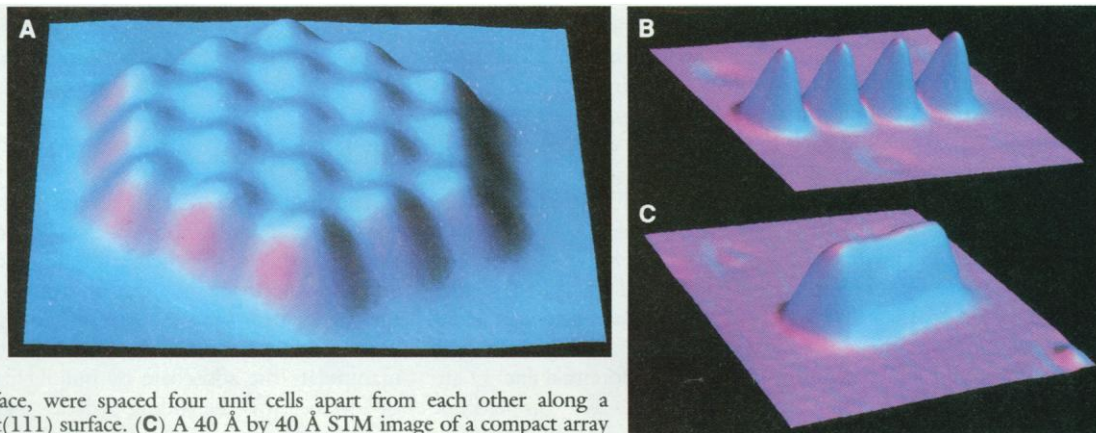 A
B
C
face, were spaced four unit cells apart from each other along a
t(111) surface. (C) A 40 Å by 40 Å STM image of a compact array